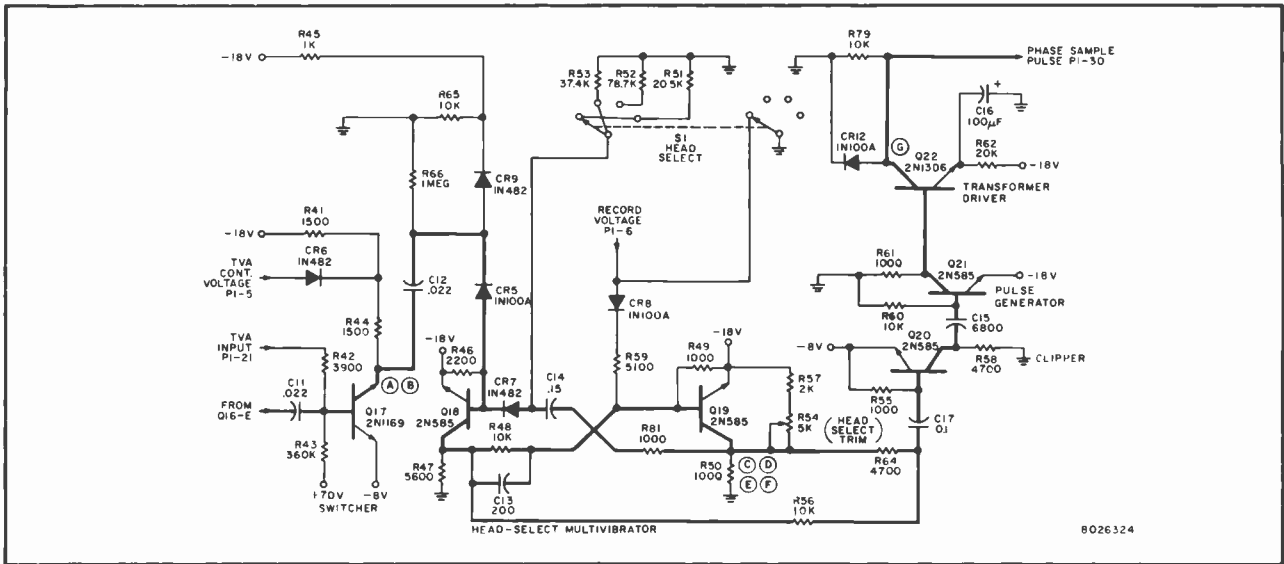 R45
1K
-18V
R65
10K
R66
1MEG
CR9
1N482
R41
1500
-18V
CR6
1N482
TVA
CONT.
VOLTAGE
P1-5
C12
.022
CR5
1N100A
R44
1500
TVA
INPUT
P1-21
R42
3900
A B
C11
.022
FROM
Q16-E
Q17
2N1169
R43
360K
+70V
-8V
SWITCHER
-18V
R46
2200
Q18
2N585
CR7
1N482
C14
.15
R48
10K
R47
5600
C13
200
HEAD-SELECT MULTIVIBRATOR
R53
37.4K
R52
78.7K
R51
20.5K
S1
HEAD
SELECT
RECORD
VOLTAGE
P1-6
CR8
1N100A
R59
5100
R49
1000
-18V
Q19
2N585
R57
2K
R54
5K
(HEAD
SELECT
TRIM)
R81
1000
R50
1000
C D
E F
R64
4700
R56
10K
R79
10K
PHASE SAMPLE
PULSE P1-30
C16
100µF
+
CR12
1N100A
G
Q22
2N1306
R62
20K
-18V
TRANSFORMER
DRIVER
R61
1000
Q21
2N585
-18V
PULSE
GENERATOR
R60
10K
C15
6800
Q20
2N585
-8V
R58
4700
CLIPPER
R55
1000
C17
0.1
8026324